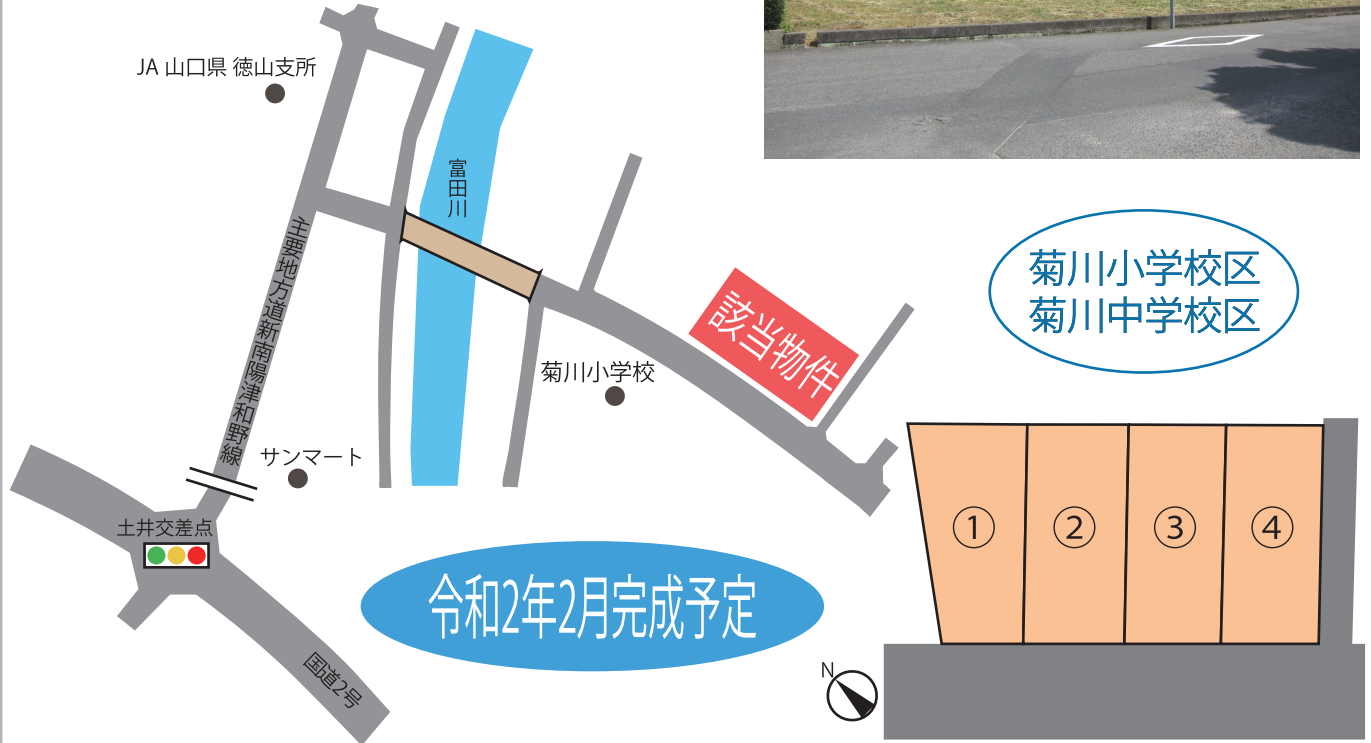 JA 山口県 徳山支所
富田川
主要地方道新南陽津和野線
菊川小学校区
菊川中学校区
該当物件
菊川小学校
サンマート
土井交差点
① ② ③ ④
令和2年2月完成予定
国道2号
N